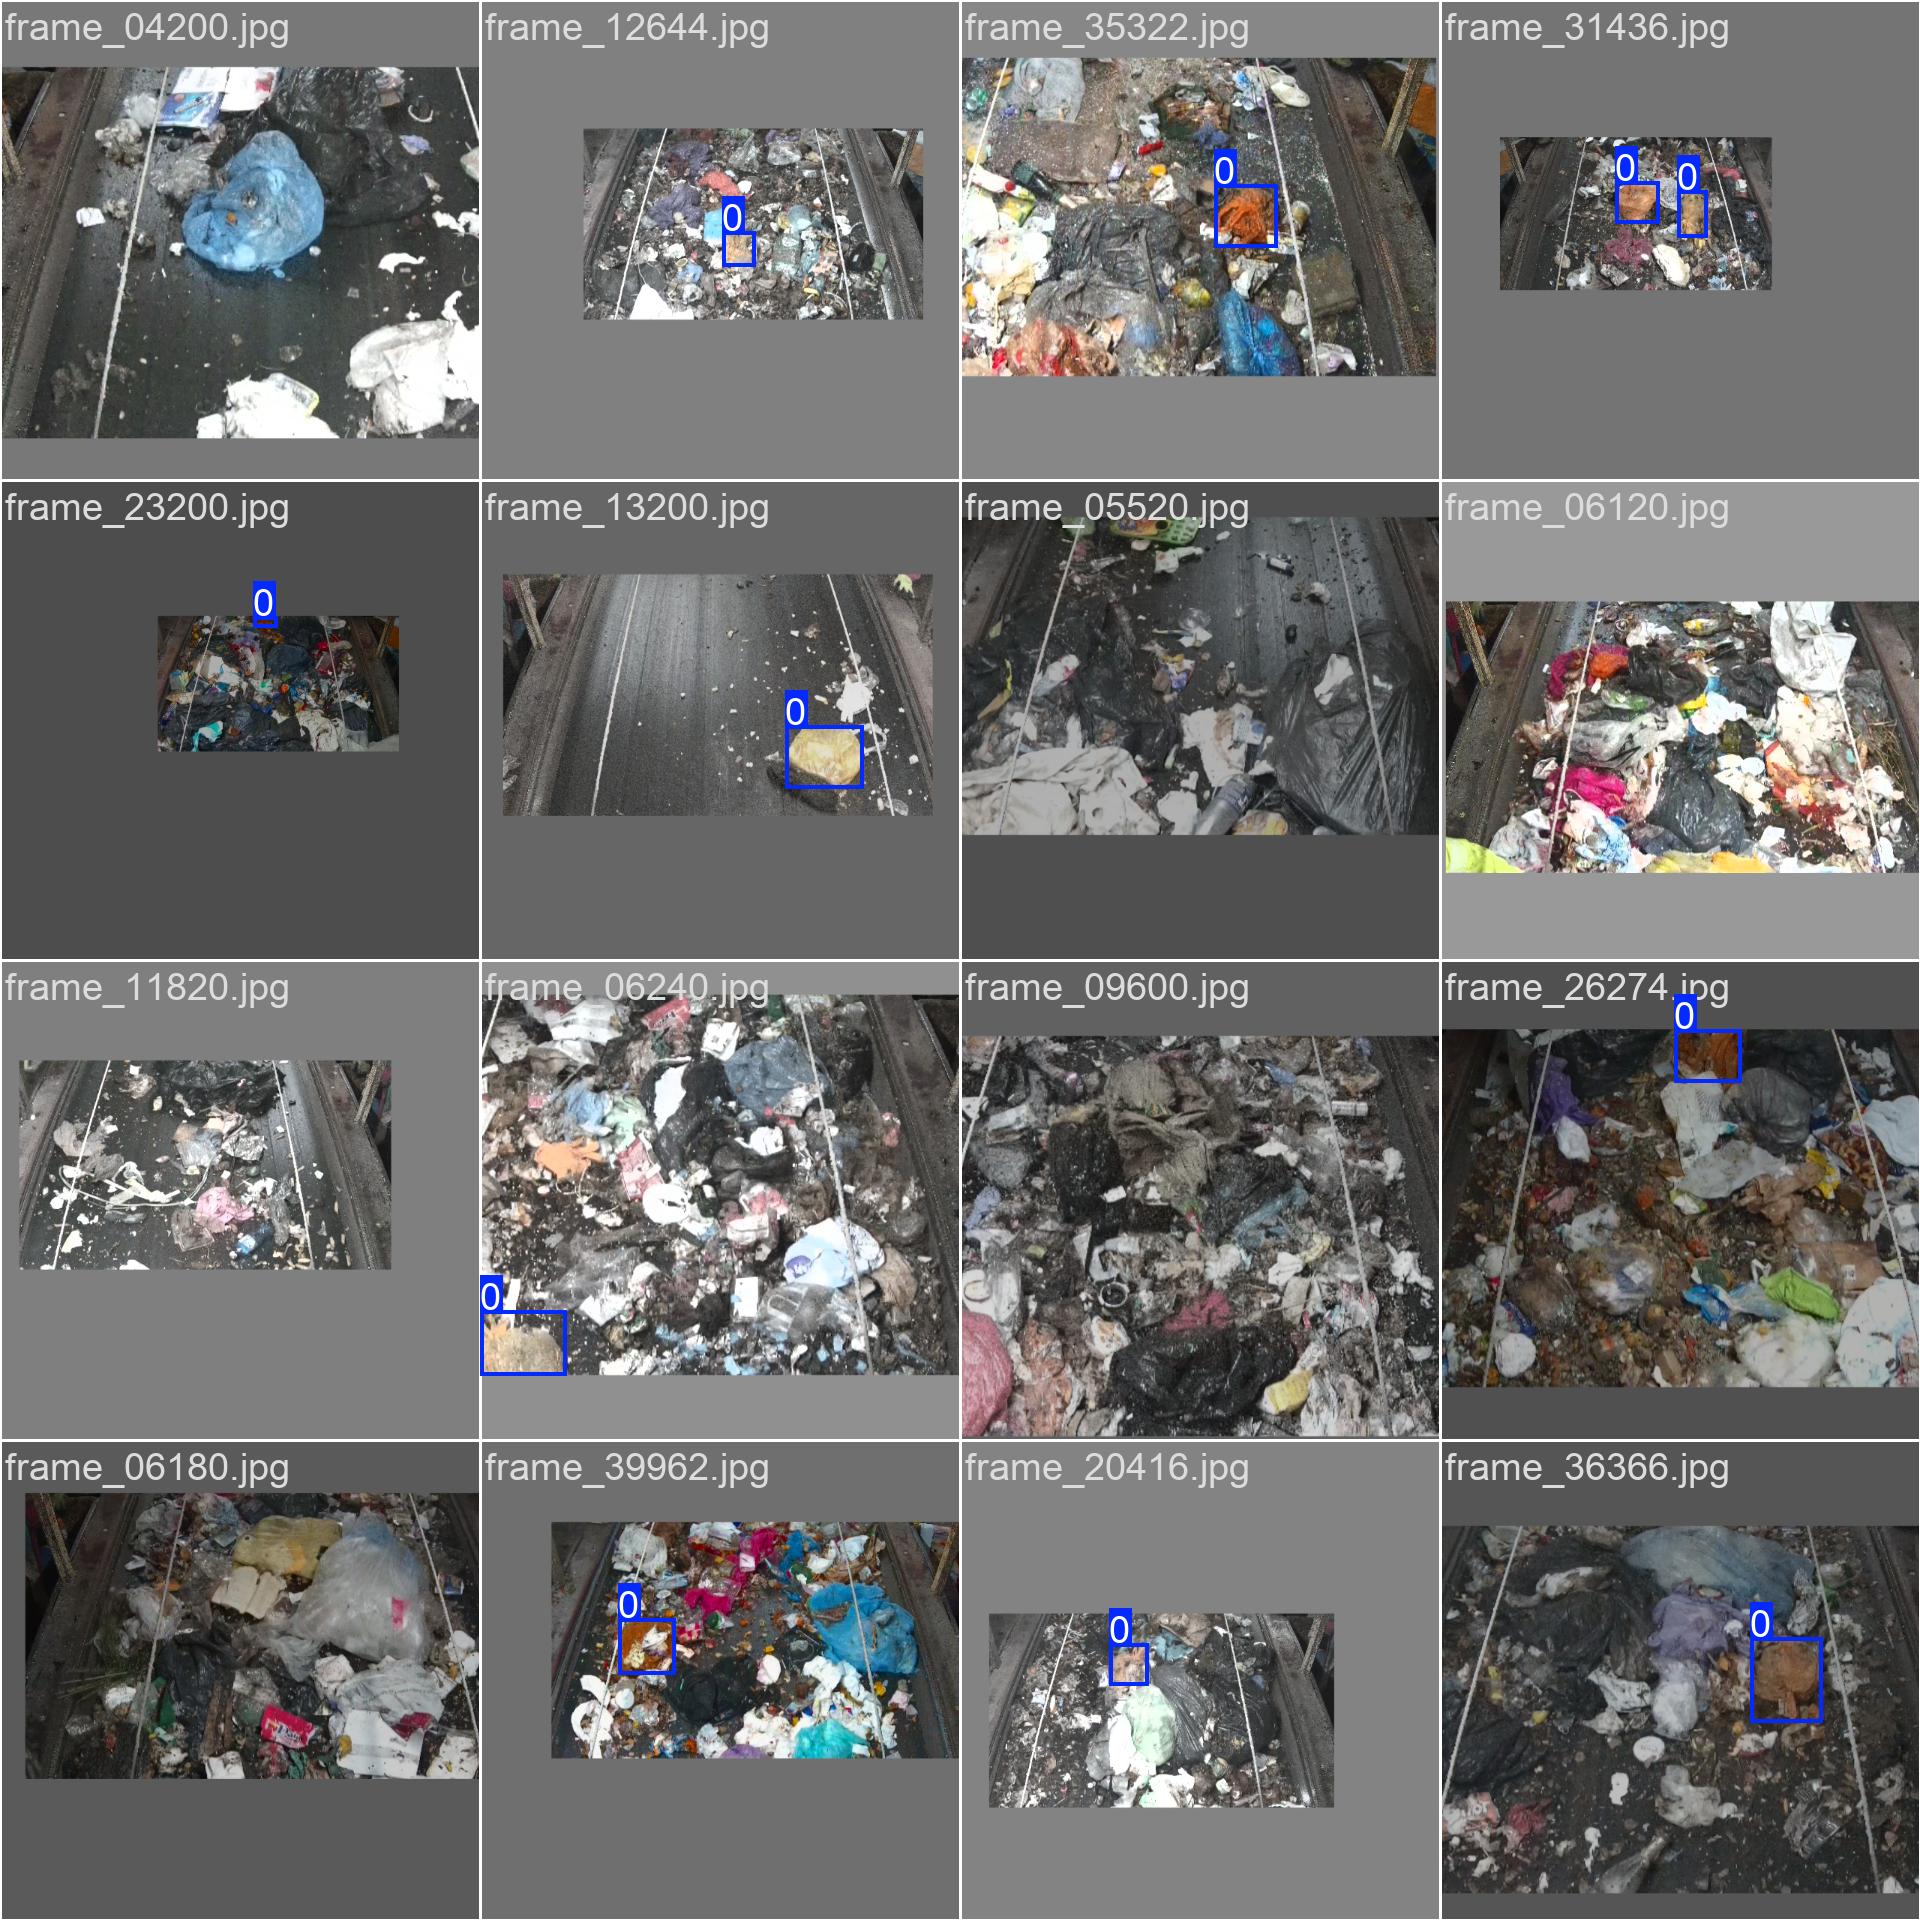 frame_04200.jpg
frame_12644.jpg
frame_35322.jpg
frame_31436.jpg
0
0
0
0
frame_23200.jpg
frame_13200.jpg
frame_05520.jpg
frame_06120.jpg
0
0
frame_11820.jpg
frame_06240.jpg
frame_09600.jpg
frame_26274.jpg
0
0
frame_06180.jpg
frame_39962.jpg
frame_20416.jpg
frame_36366.jpg
0
0
0